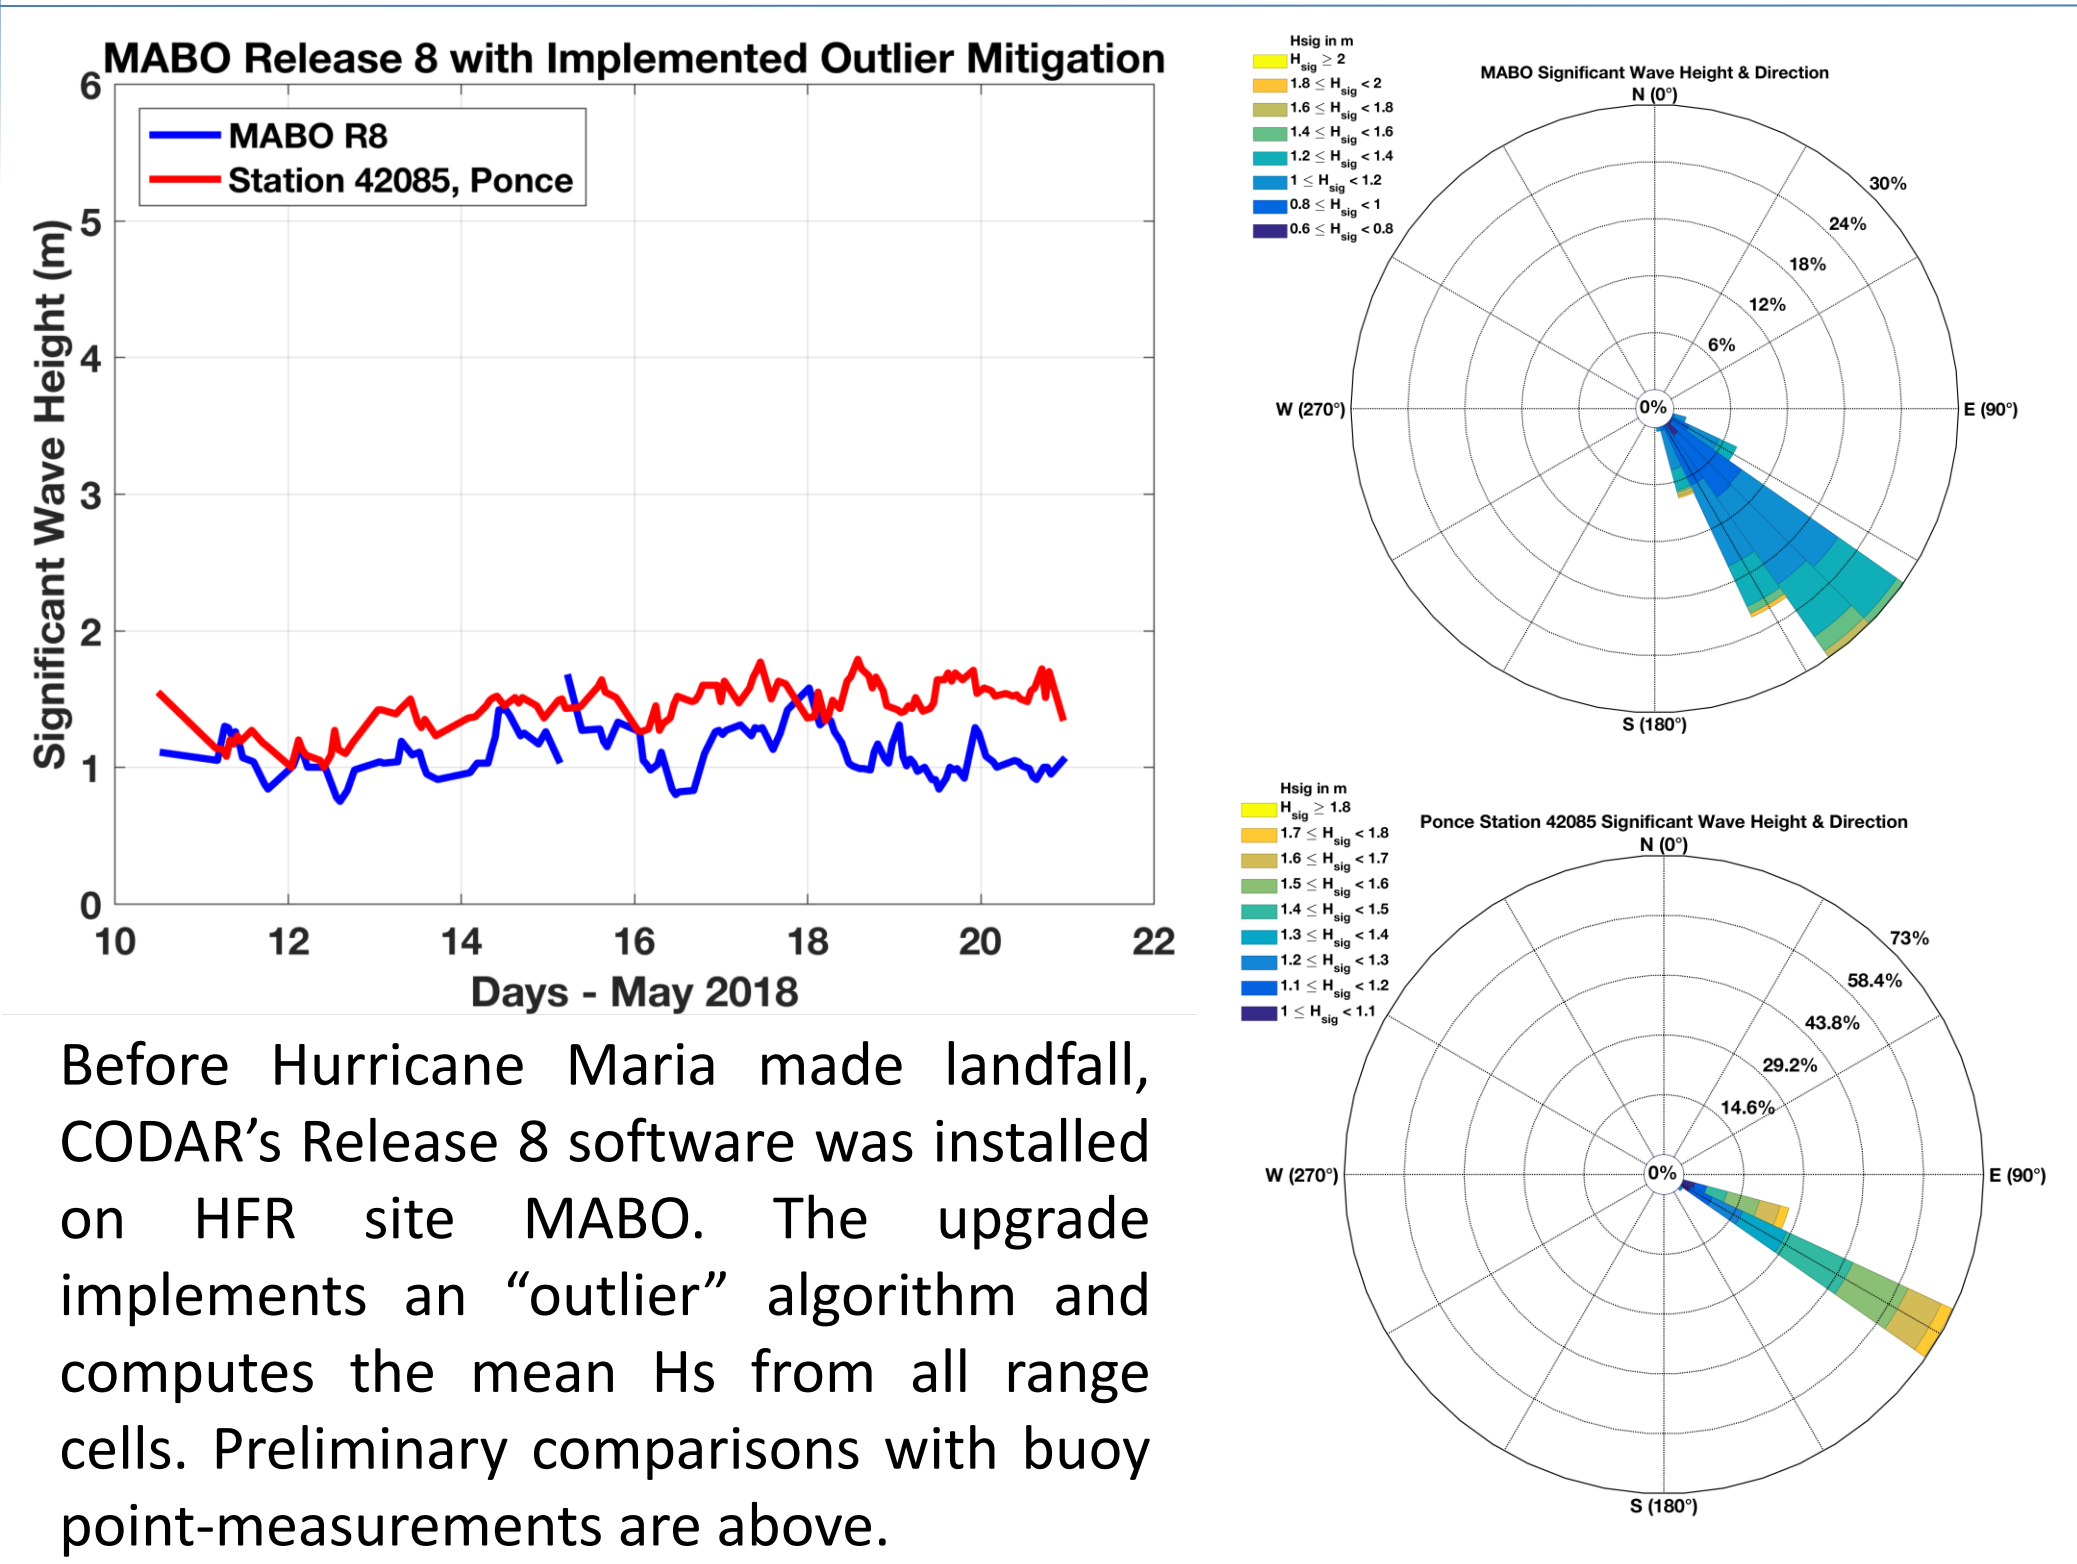 MABO Release 8 with Implemented Outlier Mitigation
6
5
4
3
2
1
0
Significant Wave Height (m)
MABO R8
Station 42085, Ponce
10 12 14 16 18 20 22
Days - May 2018
Before Hurricane Maria made landfall,
CODAR’s Release 8 software was installed
on HFR site MABO. The upgrade
implements an “outlier” algorithm and
computes the mean Hs from all range
cells. Preliminary comparisons with buoy
point-measurements are above.
Hsig in m
Hsig ≥ 2
1.8 ≤ Hsig < 2
1.6 ≤ Hsig < 1.8
1.4 ≤ Hsig < 1.6
1.2 ≤ Hsig < 1.4
1 ≤ Hsig < 1.2
0.8 ≤ Hsig < 1
0.6 ≤ Hsig < 0.8
MABO Significant Wave Height & Direction
N (0°)
30%
24%
18%
12%
6%
0%
W (270°)
E (90°)
S (180°)
Hsig in m
Hsig ≥ 1.8
1.7 ≤ Hsig < 1.8
1.6 ≤ Hsig < 1.7
1.5 ≤ Hsig < 1.6
1.4 ≤ Hsig < 1.5
1.3 ≤ Hsig < 1.4
1.2 ≤ Hsig < 1.3
1.1 ≤ Hsig < 1.2
1 ≤ Hsig < 1.1
Ponce Station 42085 Significant Wave Height & Direction
N (0°)
73%
58.4%
43.8%
29.2%
14.6%
0%
W (270°)
E (90°)
S (180°)